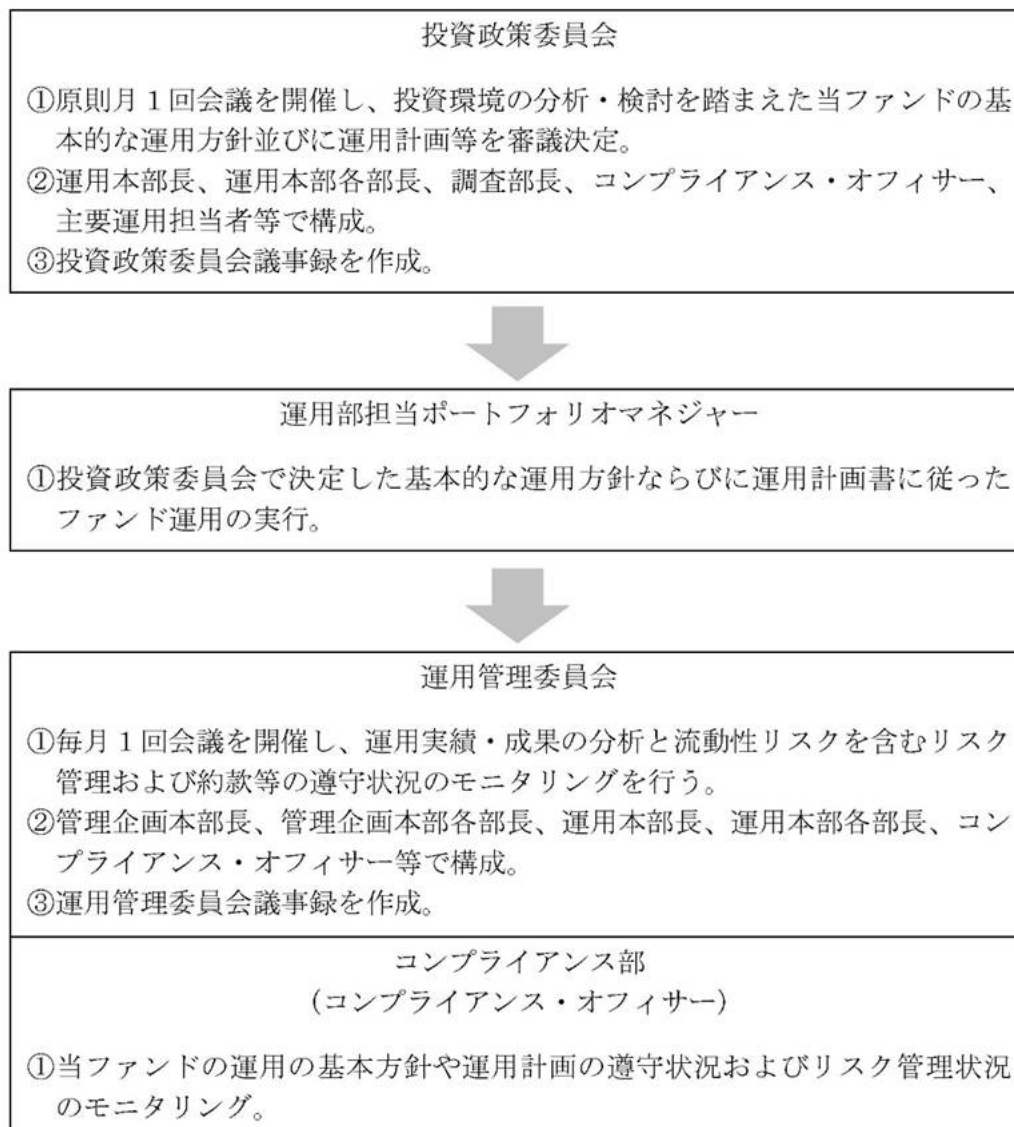 投資政策委員会
①原則月１回会議を開催し、投資環境の分析・検討を踏まえた当ファンドの基
本的な運用方針並びに運用計画等を審議決定。
②運用本部長、運用本部各部長、調査部長、コンプライアンス・オフィサー、
主要運用担当者等で構成。
③投資政策委員会議事録を作成。
運用部担当ポートフォリオマネジャー
①投資政策委員会で決定した基本的な運用方針ならびに運用計画書に従った
ファンド運用の実行。
運用管理委員会
①毎月１回会議を開催し、運用実績・成果の分析と流動性リスクを含むリスク
管理および約款等の遵守状況のモニタリングを行う。
②管理企画本部長、管理企画本部各部長、運用本部長、運用本部各部長、コン
プライアンス・オフィサー等で構成。
③運用管理委員会議事録を作成。
コンプライアンス部
（コンプライアンス・オフィサー）
①当ファンドの運用の基本方針や運用計画の遵守状況およびリスク管理状況
のモニタリング。